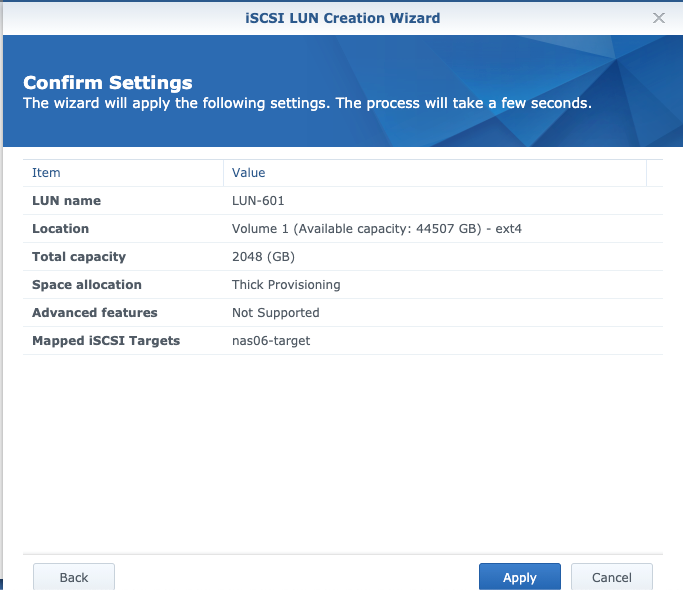 iSCSI LUN Creation Wizard
Confirm Settings
The wizard will apply the following settings. The process will take a few seconds.
Item Value
LUN name LUN-601
Location Volume 1 (Available capacity: 44507 GB) - ext4
Total capacity 2048 (GB)
Space allocation Thick Provisioning
Advanced features Not Supported
Mapped iSCSI Targets nas06-target
Back Apply Cancel